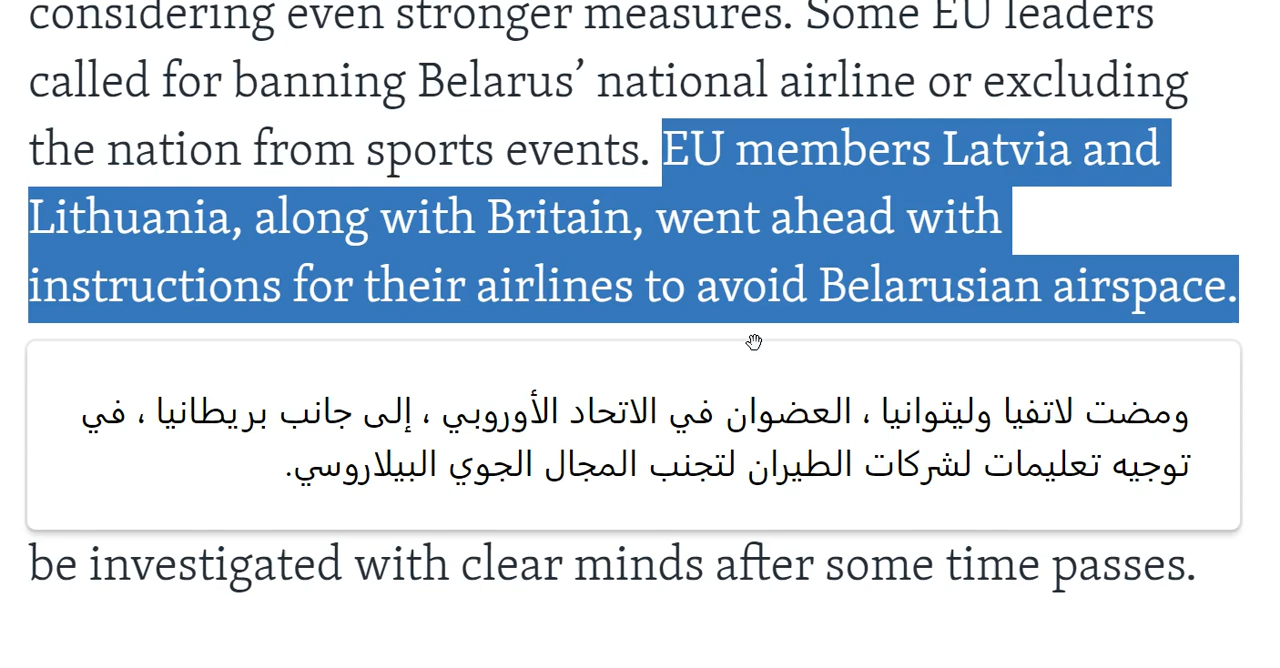 considering even stronger measures. Some EU leaders
called for banning Belarus’ national airline or excluding
the nation from sports events. EU members Latvia and
Lithuania, along with Britain, went ahead with
instructions for their airlines to avoid Belarusian airspace.
ومضت لاتفيا وليتوانيا ، العضوان في الاتحاد الأوروبي ، إلى جانب بريطانيا ، في
توجيه تعليمات لشركات الطيران لتجنب المجال الجوي البيلاروسي.
be investigated with clear minds after some time passes.